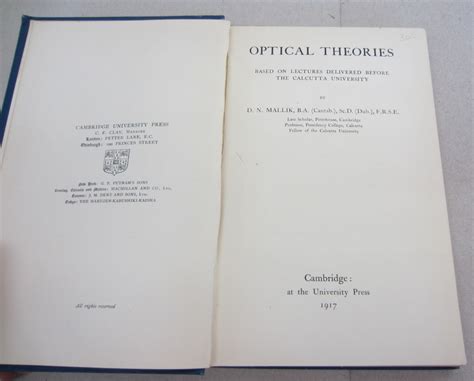 CAMBRIDGE UNIVERSITY PRESS
C. F. CLAY, Manager
London: FETTER LANE, E.C.
Edinburgh: 100 PRINCES STREET
New York: G. P. PUTNAM'S SONS
Bombay, Calcutta and Madras: MACMILLAN AND CO., Ltd.
Toronto: J. M. DENT AND SONS, Ltd.
Tokyo: THE MARUZEN-KABUSHIKI-KAISHA
All rights reserved
OPTICAL THEORIES
BASED ON LECTURES DELIVERED BEFORE
THE CALCUTTA UNIVERSITY
BY
D. N. MALLIK, B.A. (Cantab.), Sc.D. (Dub.), F.R.S.E.
Late Scholar, Peterhouse, Cambridge
Professor, Presidency College, Calcutta
Fellow of the Calcutta University
Cambridge:
at the University Press
1917